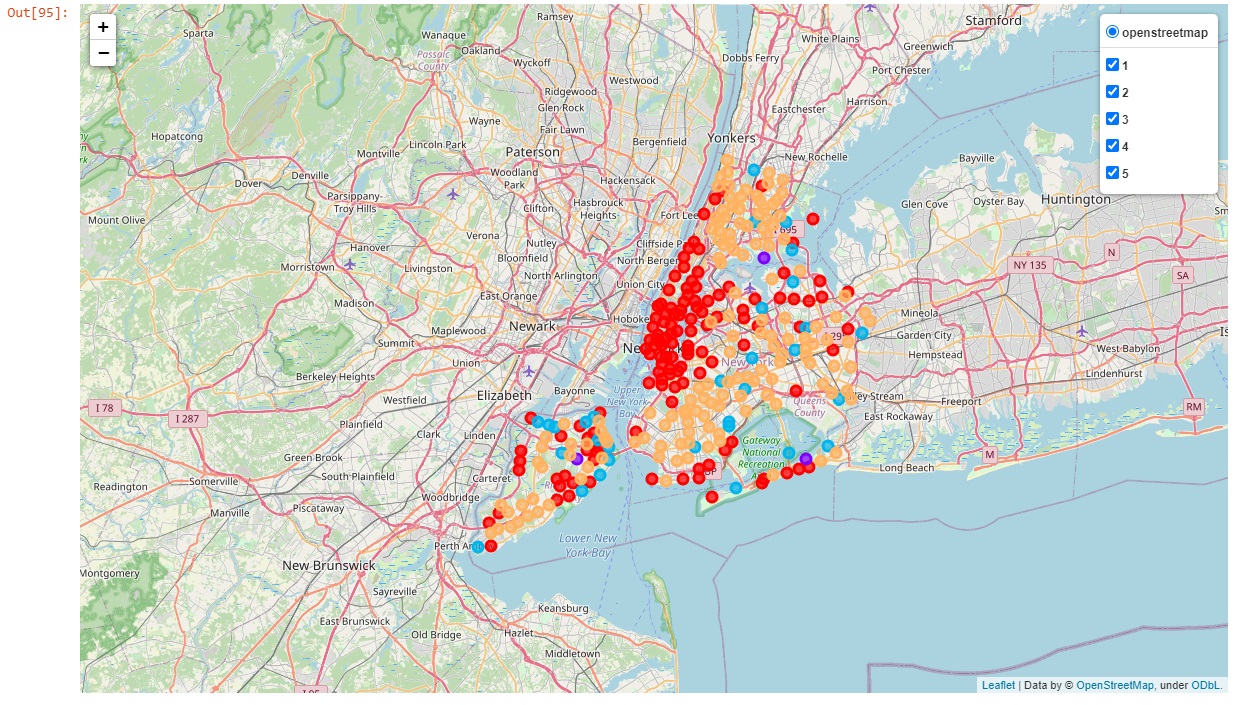 Out[95]:
+
−
openstreetmap
1
2
3
4
5
Ramsey
Stamford
Sparta
Wanaque
Oakland
White Plains
Greenwich
Passaic
County
Wyckoff
Dobbs Ferry
Port Chester
Westwood
Ridgewood
Glen Rock
Eastchester
Harrison
Hopatcong
Wayne
Fair Lawn
Yonkers
Lincoln Park
Bergenfield
Paterson
Montville
New Rochelle
Bayville
Woodland
Park
Denville
Dover
Hackensack
Parsippany-
Troy Hills
Hasbrouck
Heights
Clifton
Fort Lee
Glen Cove
Oyster Bay
Huntington
Mount Olive
Verona
Nutley
Cliffside P
695
Hanover
Bloomfield
North Bergen
N
Morristown
Livingston
North Arlington
NY 135
SA
Union City
East Orange
Madison
Mineola
Newark
Hoboke
Maplewood
Garden City
Summit
New York
Hempstead
West Babylon
Union
Berkeley Heights
Lindenhurst
Elizabeth
Bayonne
Upper
New York
Bay
Westfield
Queens
County
Freeport
I 78
I 287
East Rockaway
RM
Plainfield
Clark
Linden
Gateway
National
Recreation
M
Green Brook
Long Beach
Somerville
South Plainfield
Carteret
Readington
Woodbridge
Manville
Piscataway
Lower New
York Bay
Perth Am
New Brunswick
Montgomery
Sayreville
Keansburg
East Brunswick
Old Bridge
Hazlet
Middletown
I 95
Leaflet | Data by © OpenStreetMap, under ODbL.